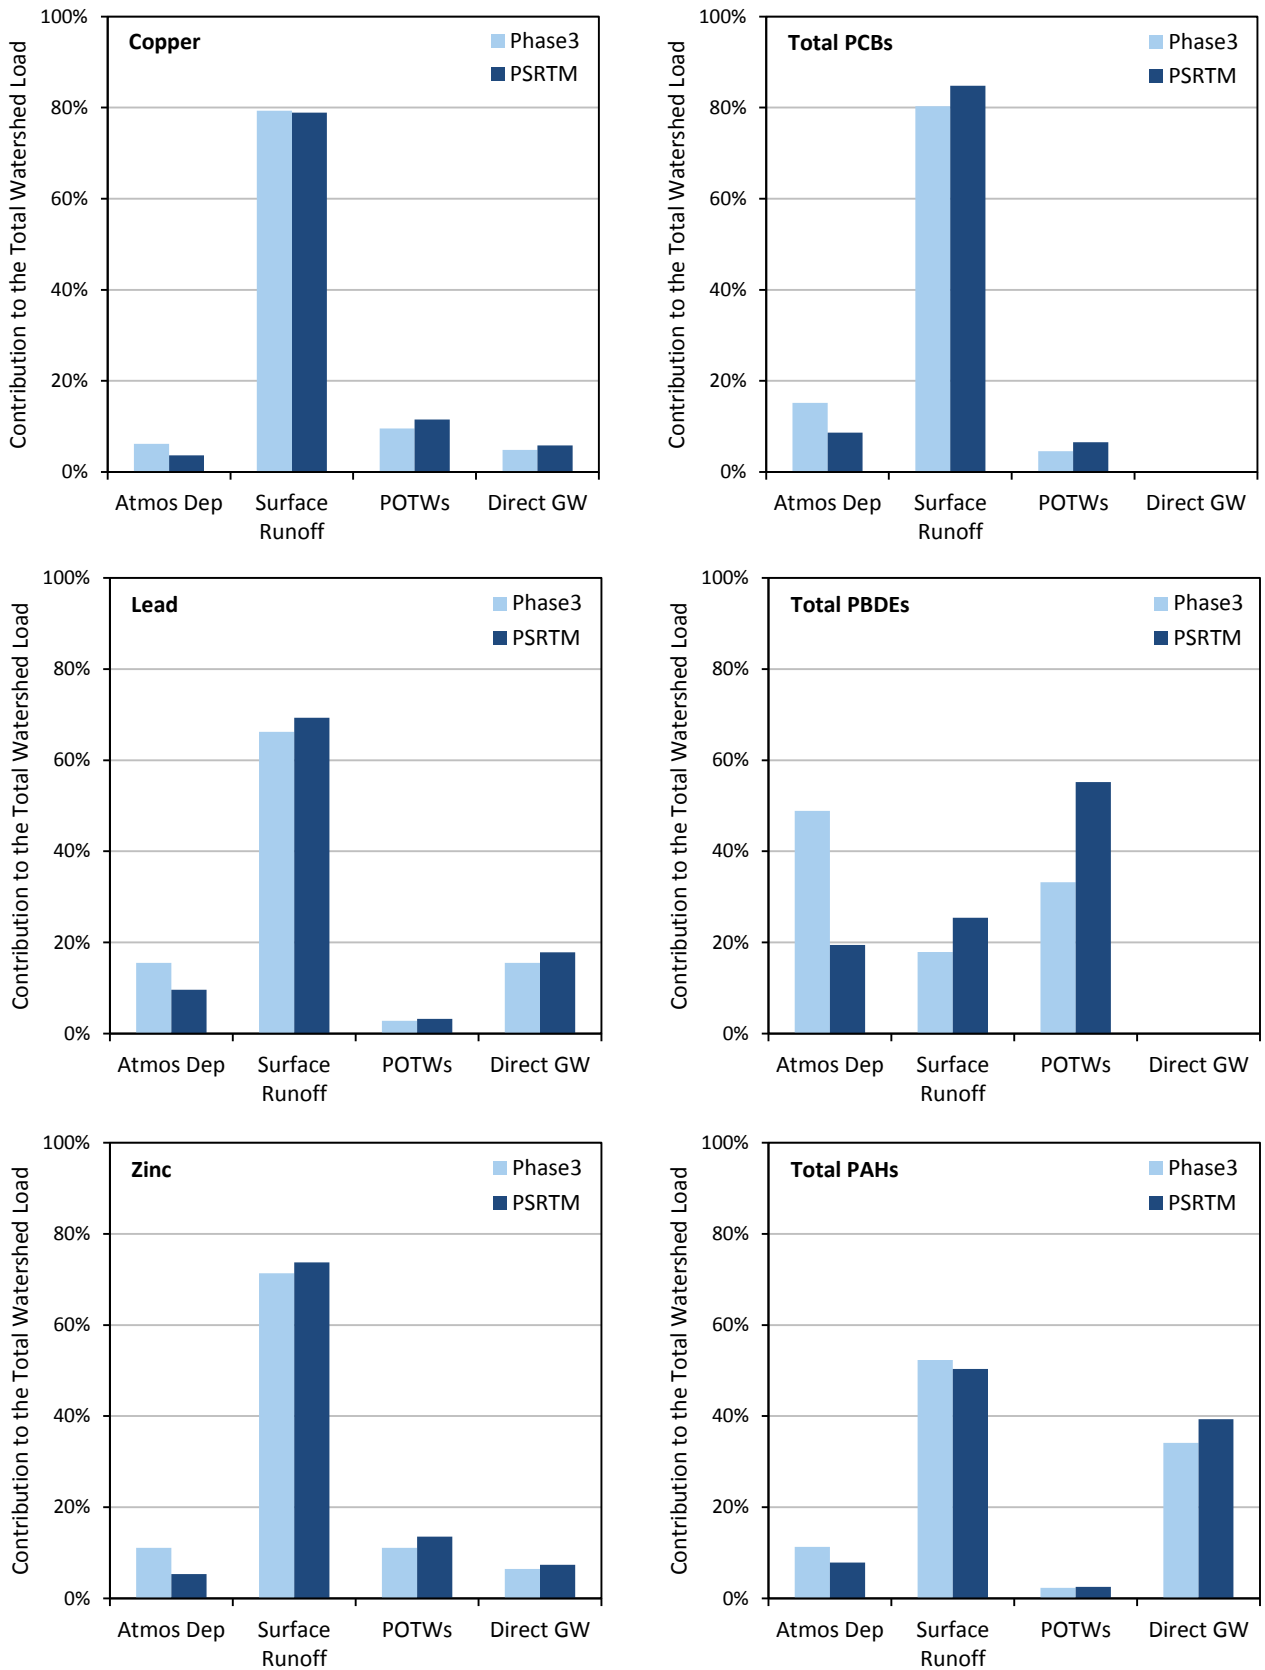 Contribution to the Total Watershed Load
100%
80%
60%
40%
20%
0%
Copper
Phase3
PSRTM
Atmos Dep
Surface
Runoff
POTWs
Direct GW
Contribution to the Total Watershed Load
100%
80%
60%
40%
20%
0%
Total PCBs
Phase3
PSRTM
Atmos Dep
Surface
Runoff
POTWs
Direct GW
Contribution to the Total Watershed Load
100%
80%
60%
40%
20%
0%
Lead
Phase3
PSRTM
Atmos Dep
Surface
Runoff
POTWs
Direct GW
Contribution to the Total Watershed Load
100%
80%
60%
40%
20%
0%
Total PBDEs
Phase3
PSRTM
Atmos Dep
Surface
Runoff
POTWs
Direct GW
Contribution to the Total Watershed Load
100%
80%
60%
40%
20%
0%
Zinc
Phase3
PSRTM
Atmos Dep
Surface
Runoff
POTWs
Direct GW
Contribution to the Total Watershed Load
100%
80%
60%
40%
20%
0%
Total PAHs
Phase3
PSRTM
Atmos Dep
Surface
Runoff
POTWs
Direct GW